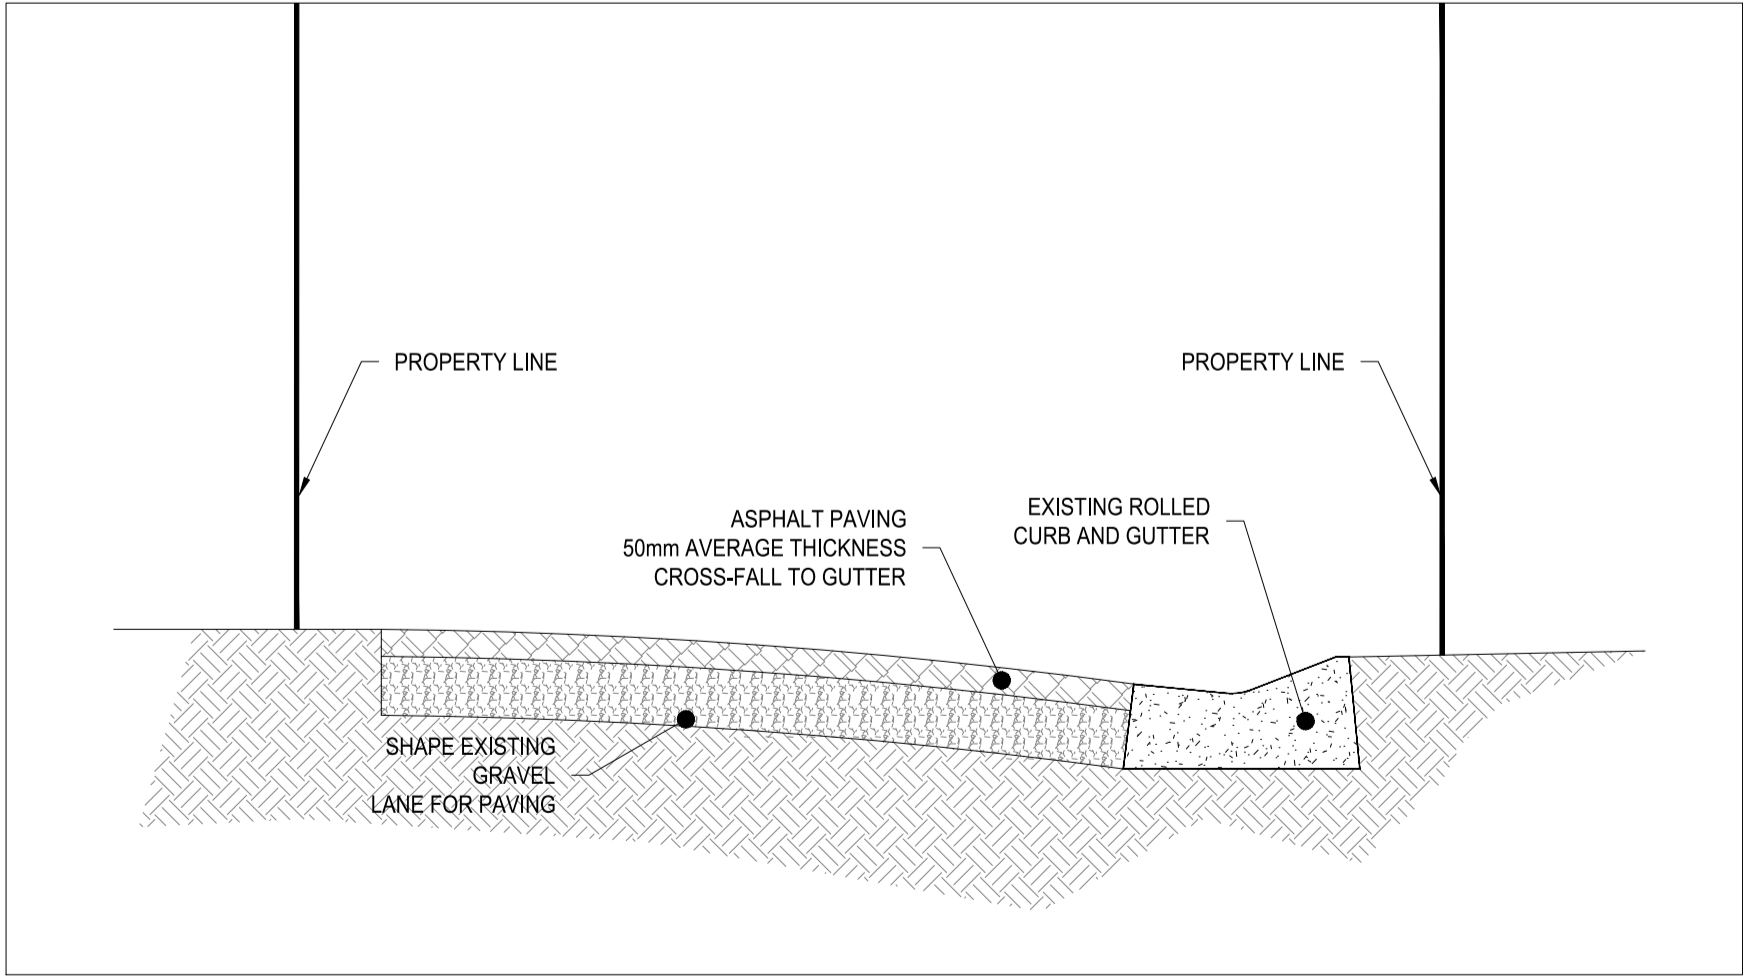 PROPERTY LINE
PROPERTY LINE
ASPHALT PAVING
50mm AVERAGE THICKNESS
CROSS-FALL TO GUTTER
EXISTING ROLLED
CURB AND GUTTER
SHAPE EXISTING
GRAVEL
LANE FOR PAVING